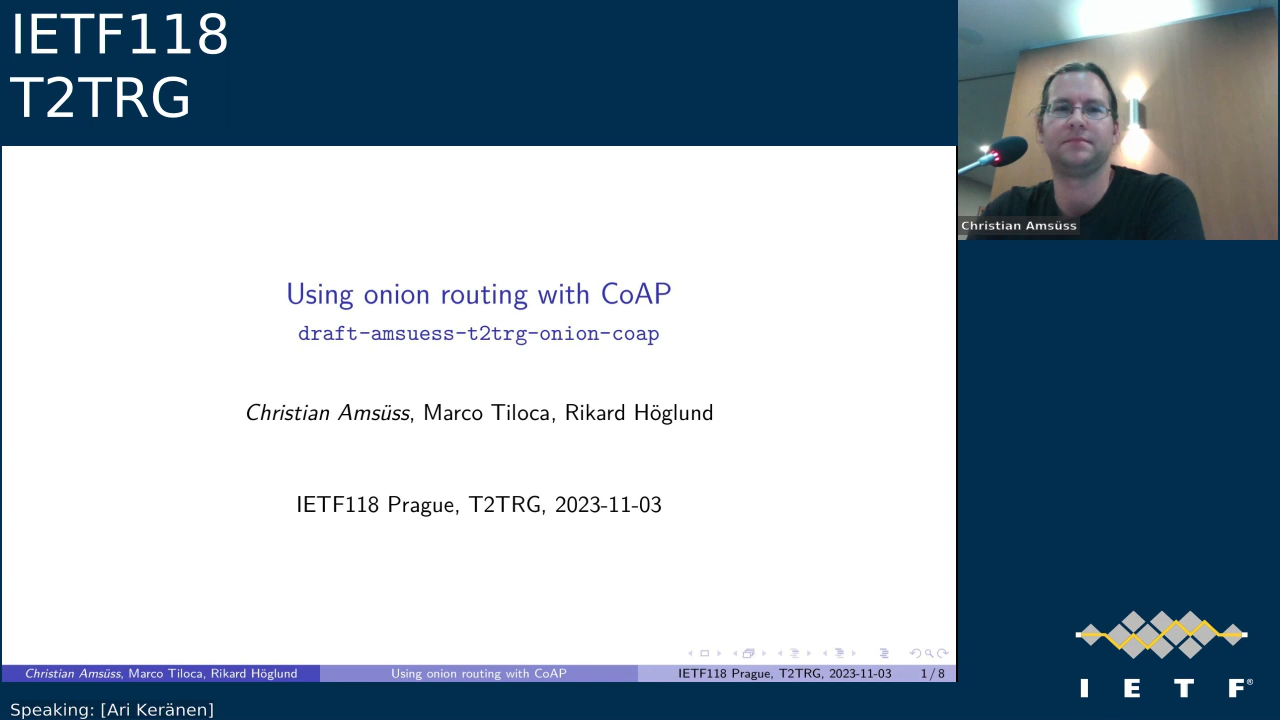 IETF118
T2TRG
Christian Amsüss
Using onion routing with CoAP
draft-amsuess-t2trg-onion-coap
Christian Amsüss, Marco Tiloca, Rikard Höglund
IETF118 Prague, T2TRG, 2023-11-03
Christian Amsüss, Marco Tiloca, Rikard Höglund
Using onion routing with CoAP
IETF118 Prague, T2TRG, 2023-11-03
1 / 8
I E T F®
Speaking: [Ari Keränen]